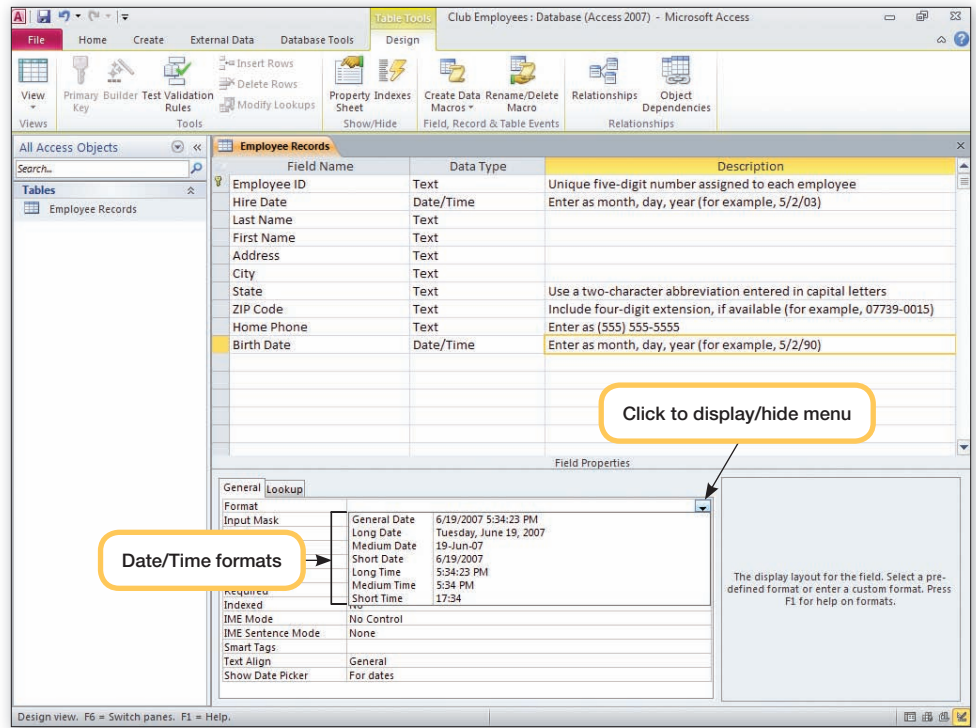 A
Table Tools
Club Employees : Database (Access 2007) - Microsoft Access
File Home Create External Data Database Tools Design
View
Primary Key
Builder
Test Validation Rules
Insert Rows
Delete Rows
Modify Lookups
Property Sheet
Indexes
Create Data Macros
Rename/Delete Macro
Relationships
Object Dependencies
Views Tools Show/Hide Field, Record & Table Events Relationships
All Access Objects
Search...
Tables
Employee Records
Employee Records
Field Name Data Type Description
Employee ID Text Unique five-digit number assigned to each employee
Hire Date Date/Time Enter as month, day, year (for example, 5/2/03)
Last Name Text
First Name Text
Address Text
City Text
State Text Use a two-character abbreviation entered in capital letters
ZIP Code Text Include four-digit extension, if available (for example, 07739-0015)
Home Phone Text Enter as (555) 555-5555
Birth Date Date/Time Enter as month, day, year (for example, 5/2/90)
Click to display/hide menu
Field Properties
General Lookup
Format
Input Mask
General Date 6/19/2007 5:34:23 PM
Long Date Tuesday, June 19, 2007
Medium Date 19-Jun-07
Short Date 6/19/2007
Long Time 5:34:23 PM
Medium Time 5:34 PM
Short Time 17:34
Date/Time formats
Required
Indexed No
IME Mode No Control
IME Sentence Mode None
Smart Tags
Text Align General
Show Date Picker For dates
The display layout for the field. Select a pre-
defined format or enter a custom format. Press
F1 for help on formats.
Design view. F6 = Switch panes. F1 = Help.